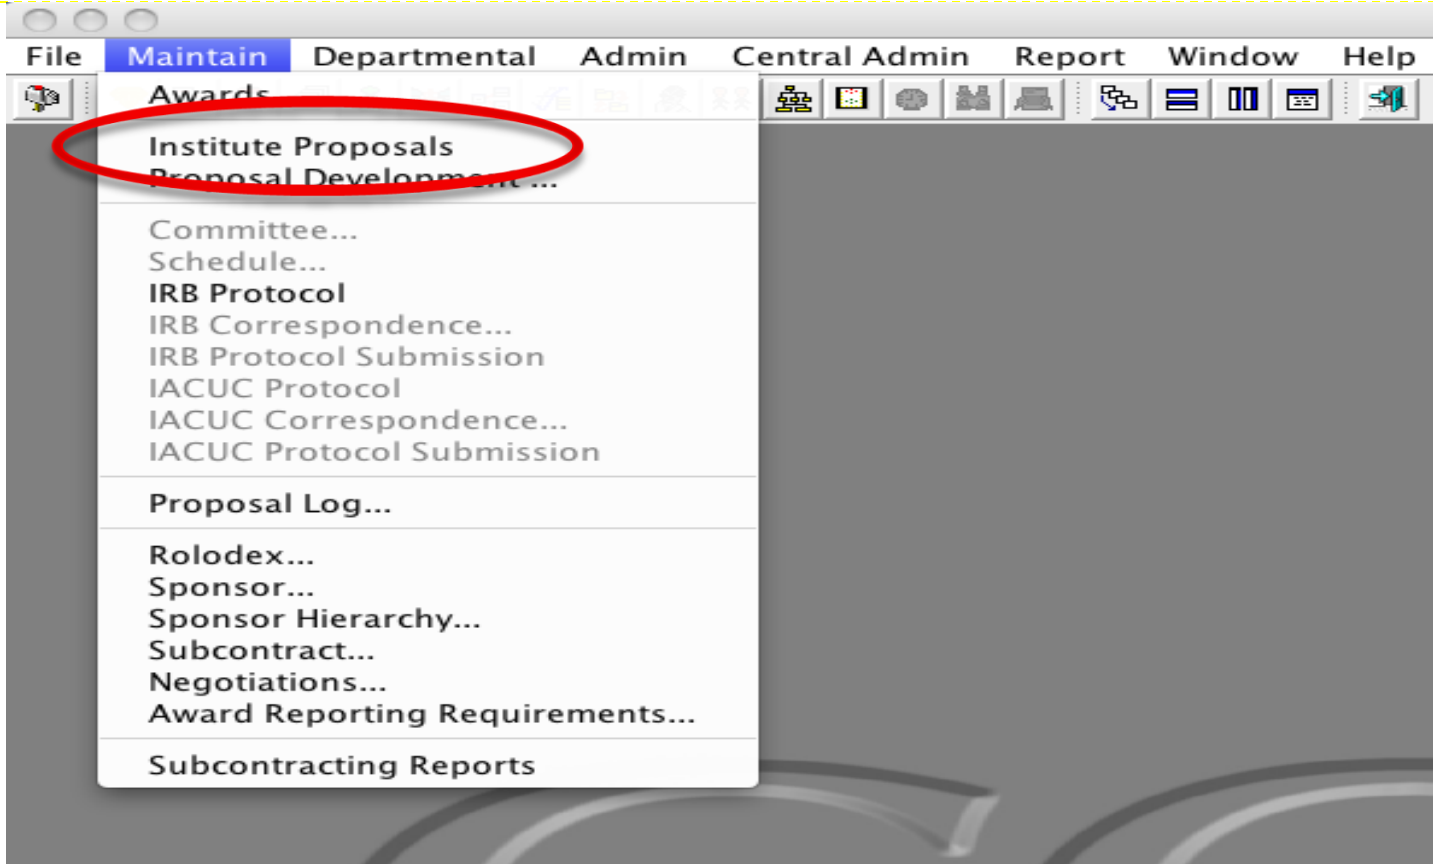 File Maintain Departmental Admin Central Admin Report Window Help
Awards
Institute Proposals
Proposal Development ...
Committee...
Schedule...
IRB Protocol
IRB Correspondence...
IRB Protocol Submission
IACUC Protocol
IACUC Correspondence...
IACUC Protocol Submission
Proposal Log...
Rolodex...
Sponsor...
Sponsor Hierarchy...
Subcontract...
Negotiations...
Award Reporting Requirements...
Subcontracting Reports